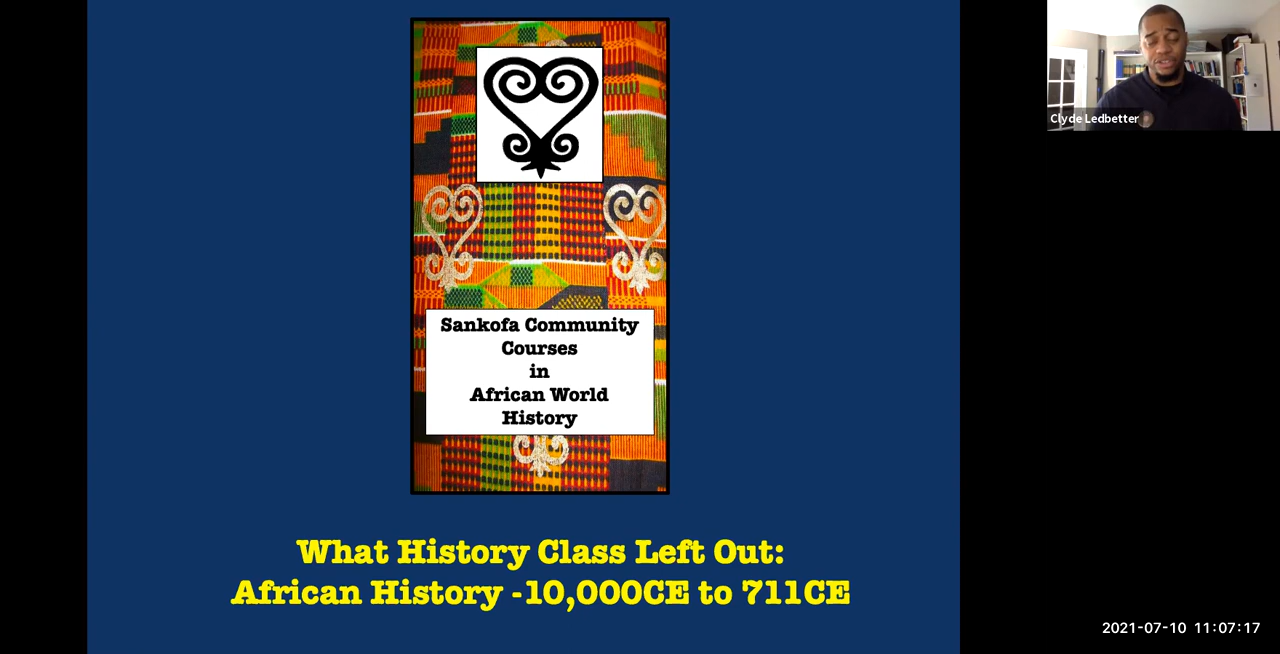 Sankofa Community
Courses
in
African World
History
What History Class Left Out:
African History -10,000CE to 711CE
Clyde Ledbetter
2021-07-10 11:07:17